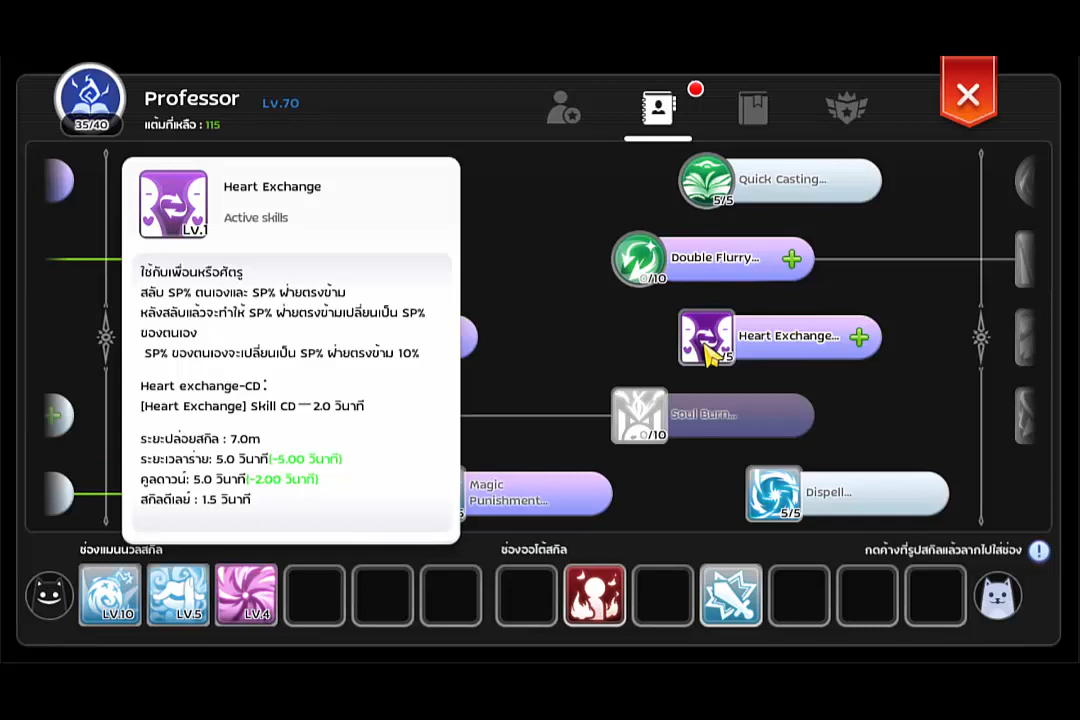 Professor
Lv.70
35/40
แต้มที่เหลือ : 115
Heart Exchange
Active skills
Lv.1
ใช้กับเพื่อนหรือศัตรู
สลับ SP% ตนเองและ SP% ฝ่ายตรงข้าม
หลังสลับแล้วจะทำให้ SP% ฝ่ายตรงข้ามเปลี่ยนเป็น SP%
ของตนเอง
SP% ของตนเองจะเปลี่ยนเป็น SP% ฝ่ายตรงข้าม 10%
Heart exchange-CD：
[Heart Exchange] Skill CD－2.0 วินาที
ระยะปล่อยสกิล : 7.0m
ระยะเวลาร่าย: 5.0 วินาที(-5.00 วินาที)
คูลดาวน์: 5.0 วินาที(-2.00 วินาที)
สกิลดีเลย์ : 1.5 วินาที
Quick Casting...
5/5
Double Flurry...
0/10
Heart Exchange...
/5
Soul Burn...
0/10
Magic
Punishment...
Dispell...
5/5
ช่องแมนนวลสกิล
ช่องออโต้สกิล
กดค้างที่รูปสกิลแล้วลากไปใส่ช่อง
Lv.10
Lv.5
Lv.4